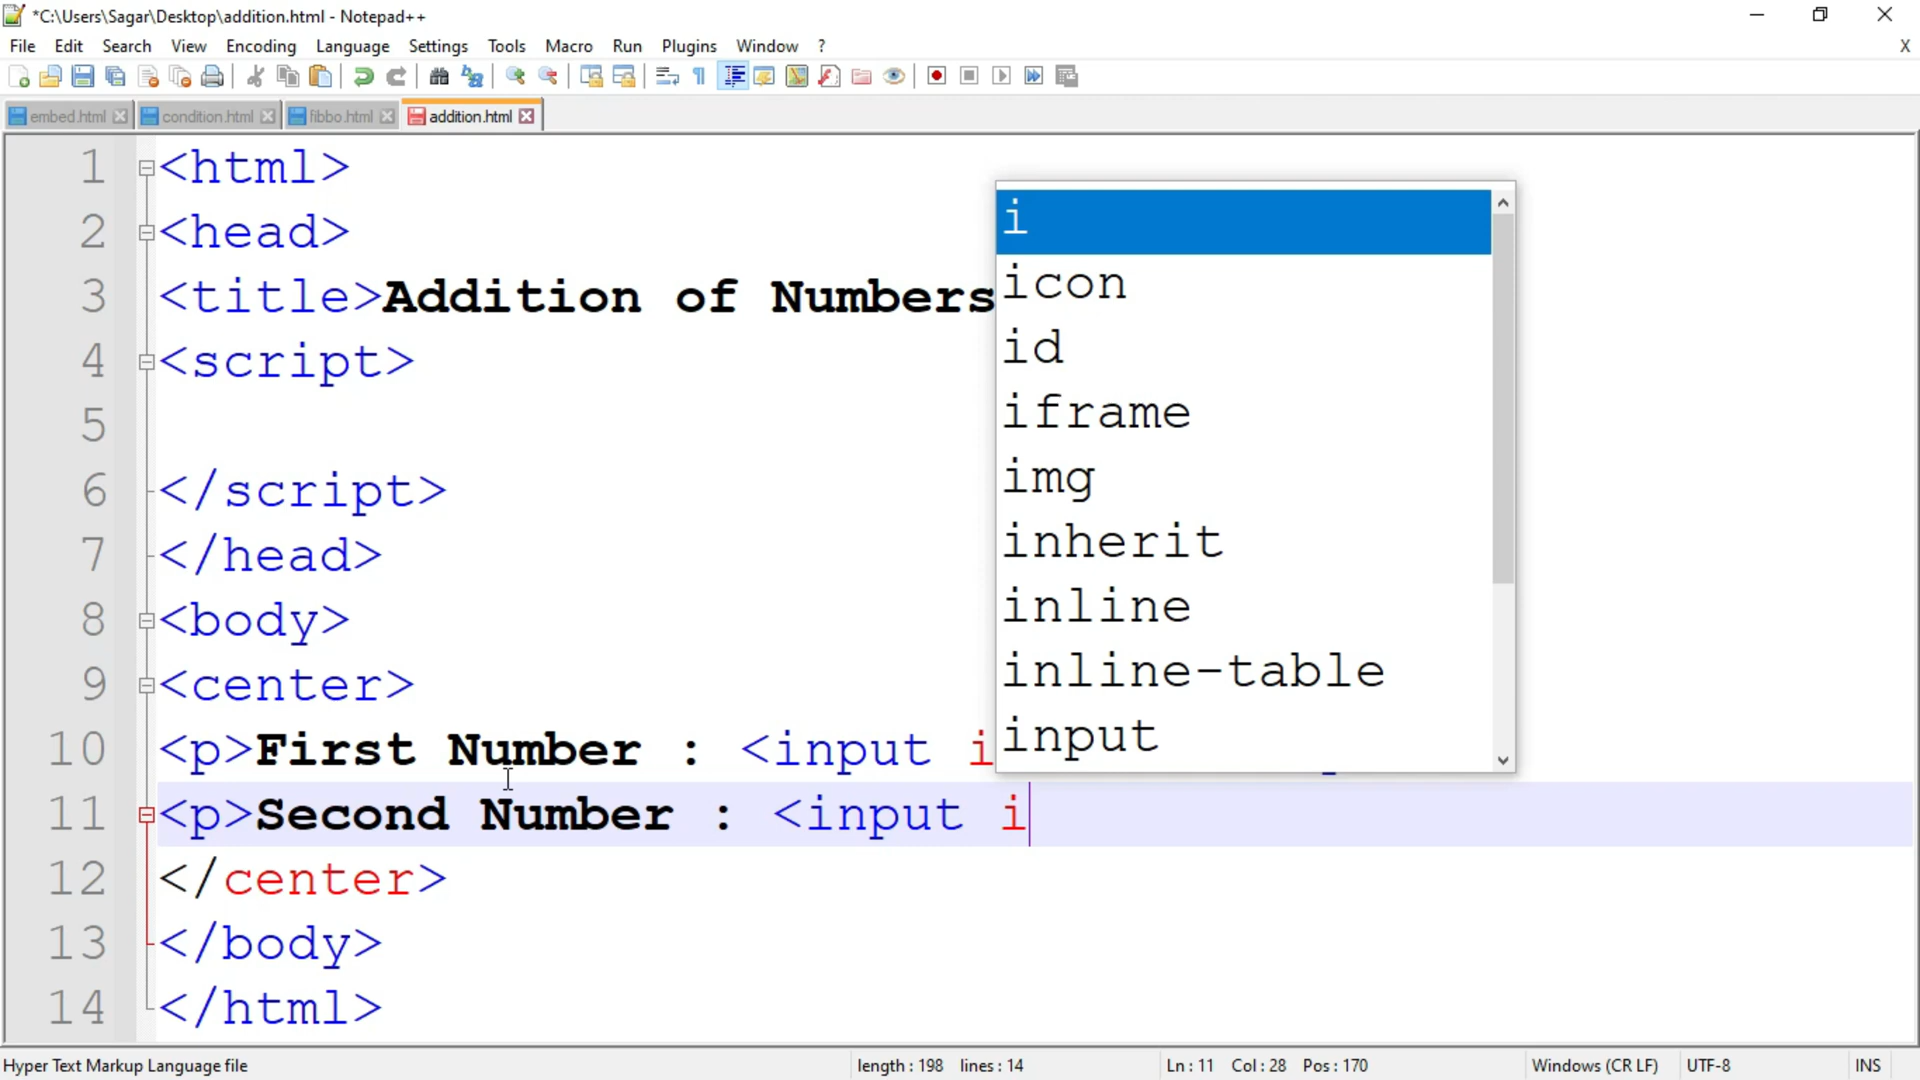 *C:\Users\Sagar\Desktop\addition.html - Notepad++
File Edit Search View Encoding Language Settings Tools Macro Run Plugins Window ? X
embed.html condition.html fibbo.html addition.html
1 <html>
2 <head>
3 <title>Addition of Numbers
4 <script>
5
6 </script>
7 </head>
8 <body>
9 <center>
10 <p>First Number : <input i
11 <p>Second Number : <input i
12 </center>
13 </body>
14 </html>
i
icon
id
iframe
img
inherit
inline
inline-table
input
Hyper Text Markup Language file length : 198 lines : 14 Ln : 11 Col : 28 Pos : 170 Windows (CR LF) UTF-8 INS